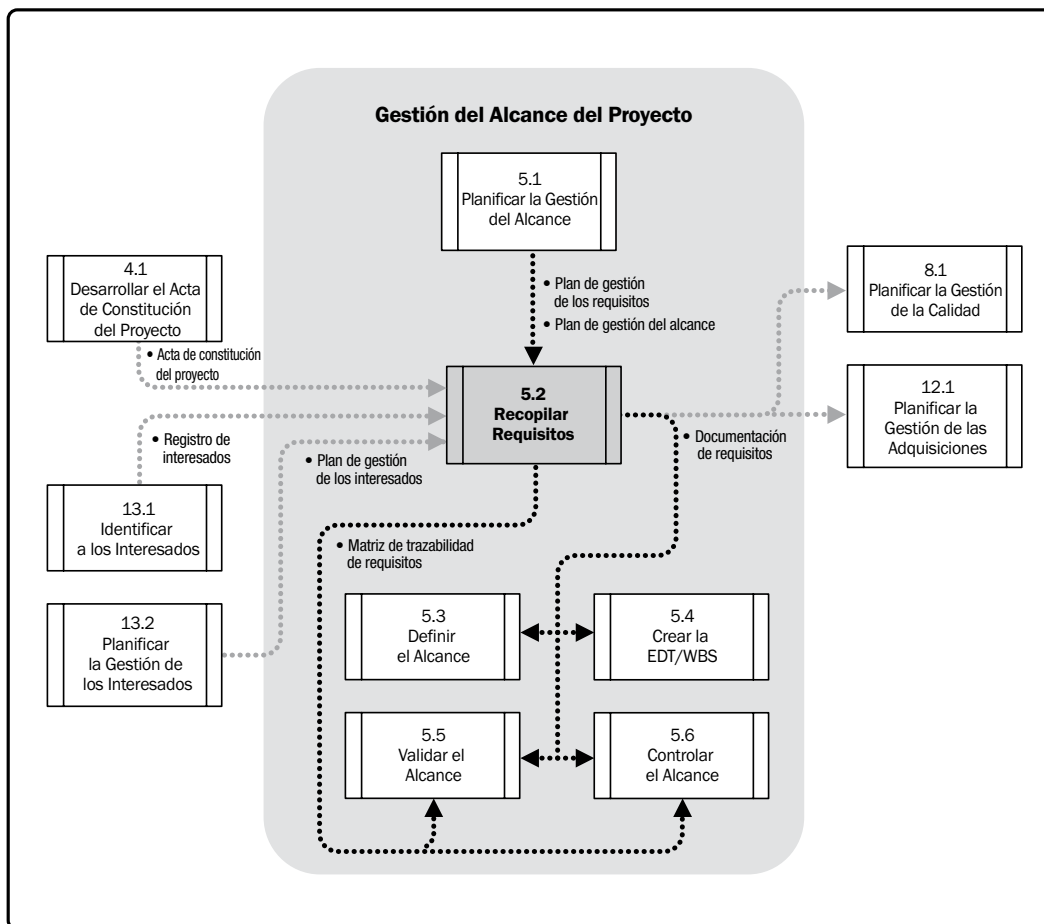 Gestión del Alcance del Proyecto
5.1
Planificar la Gestión
del Alcance
4.1
Desarrollar el Acta
de Constitución
del Proyecto
8.1
Planificar la Gestión
de la Calidad
• Plan de gestión
de los requisitos
• Plan de gestión del alcance
• Acta de constitución
del proyecto
5.2
Recopilar
Requisitos
12.1
Planificar la
Gestión de las
Adquisiciones
• Registro de
interesados
• Plan de gestión
de los interesados
• Documentación
de requisitos
13.1
Identificar
a los Interesados
• Matriz de trazabilidad
de requisitos
13.2
Planificar
la Gestión de
los Interesados
5.3
Definir
el Alcance
5.4
Crear la
EDT/WBS
5.5
Validar el
Alcance
5.6
Controlar
el Alcance